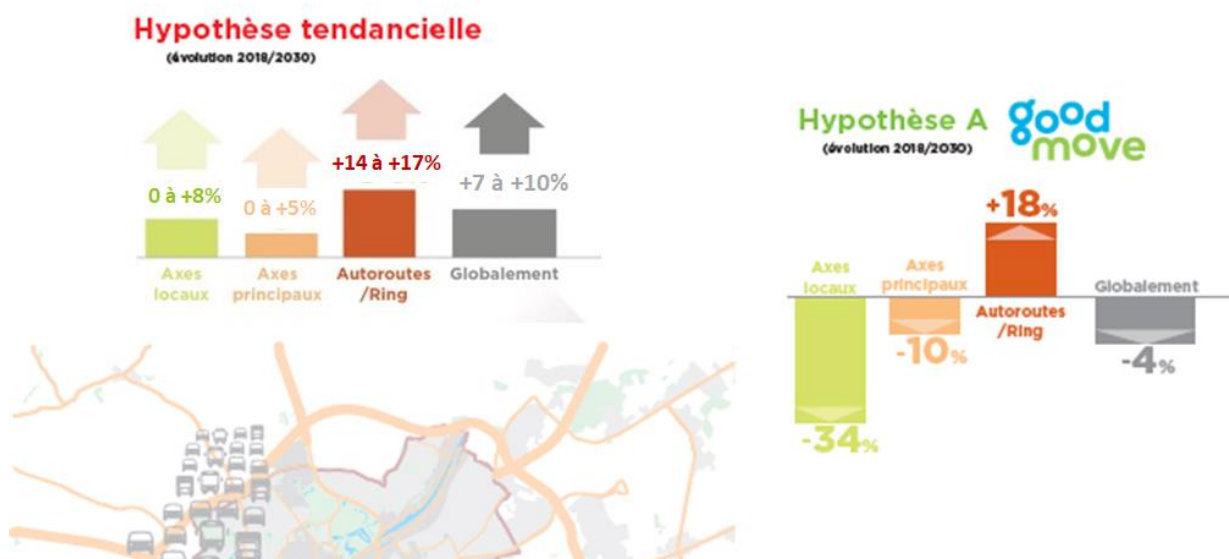 Hypothèse tendancielle
(évolution 2018/2030)
0 à +8%
0 à +5%
+14 à +17%
+7 à +10%
Axes
locaux
Axes
principaux
Autoroutes
/Ring
Globalement
Hypothèse A
(évolution 2018/2030)
good
move
Axes
locaux
Axes
principaux
+18%
Autoroutes
/Ring
Globalement
-34%
-10%
-4%